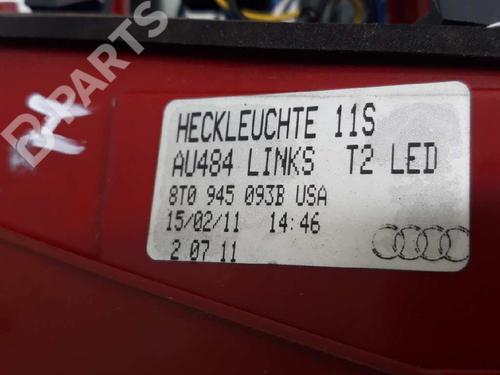 B-PARTS
HECKLEUCHTE 11S
AU484 LINKS T2 LED
8T0 945 093B USA
15/02/11 14:46
2 07 11